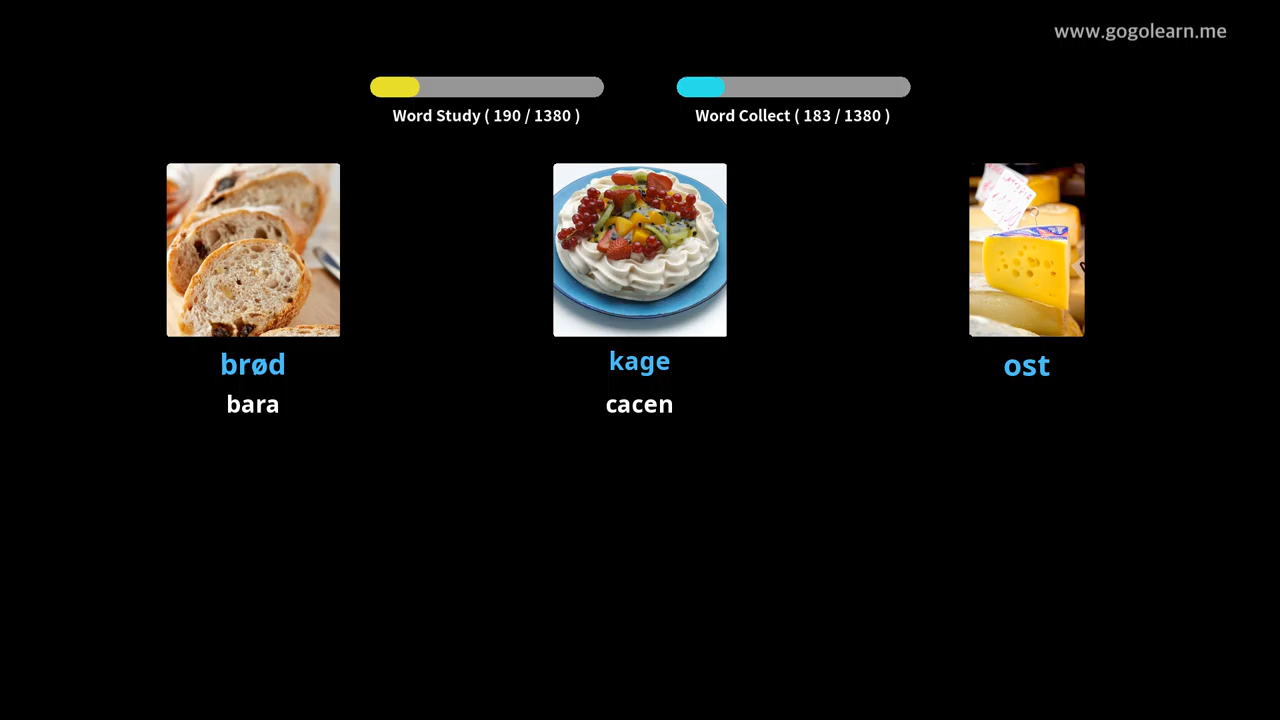 www.gogolearn.me
Word Study ( 190 / 1380 )
Word Collect ( 183 / 1380 )
brød
kage
ost
bara
cacen